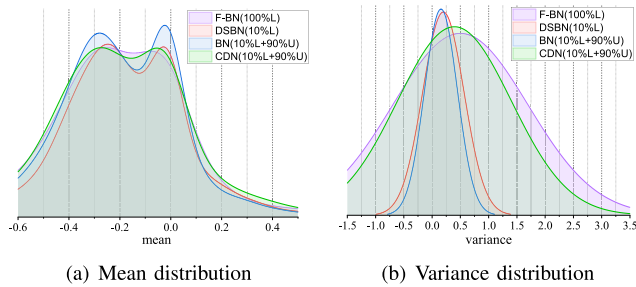 F-BN(100%L)
DSBN(10%L)
BN(10%L+90%U)
CDN(10%L+90%U)
-0.6 -0.4 -0.2 0.0 0.2 0.4
mean
(a) Mean distribution
F-BN(100%L)
DSBN(10%L)
BN(10%L+90%U)
CDN(10%L+90%U)
-1.5 -1.0 -0.5 0.0 0.5 1.0 1.5 2.0 2.5 3.0 3.5
variance
(b) Variance distribution